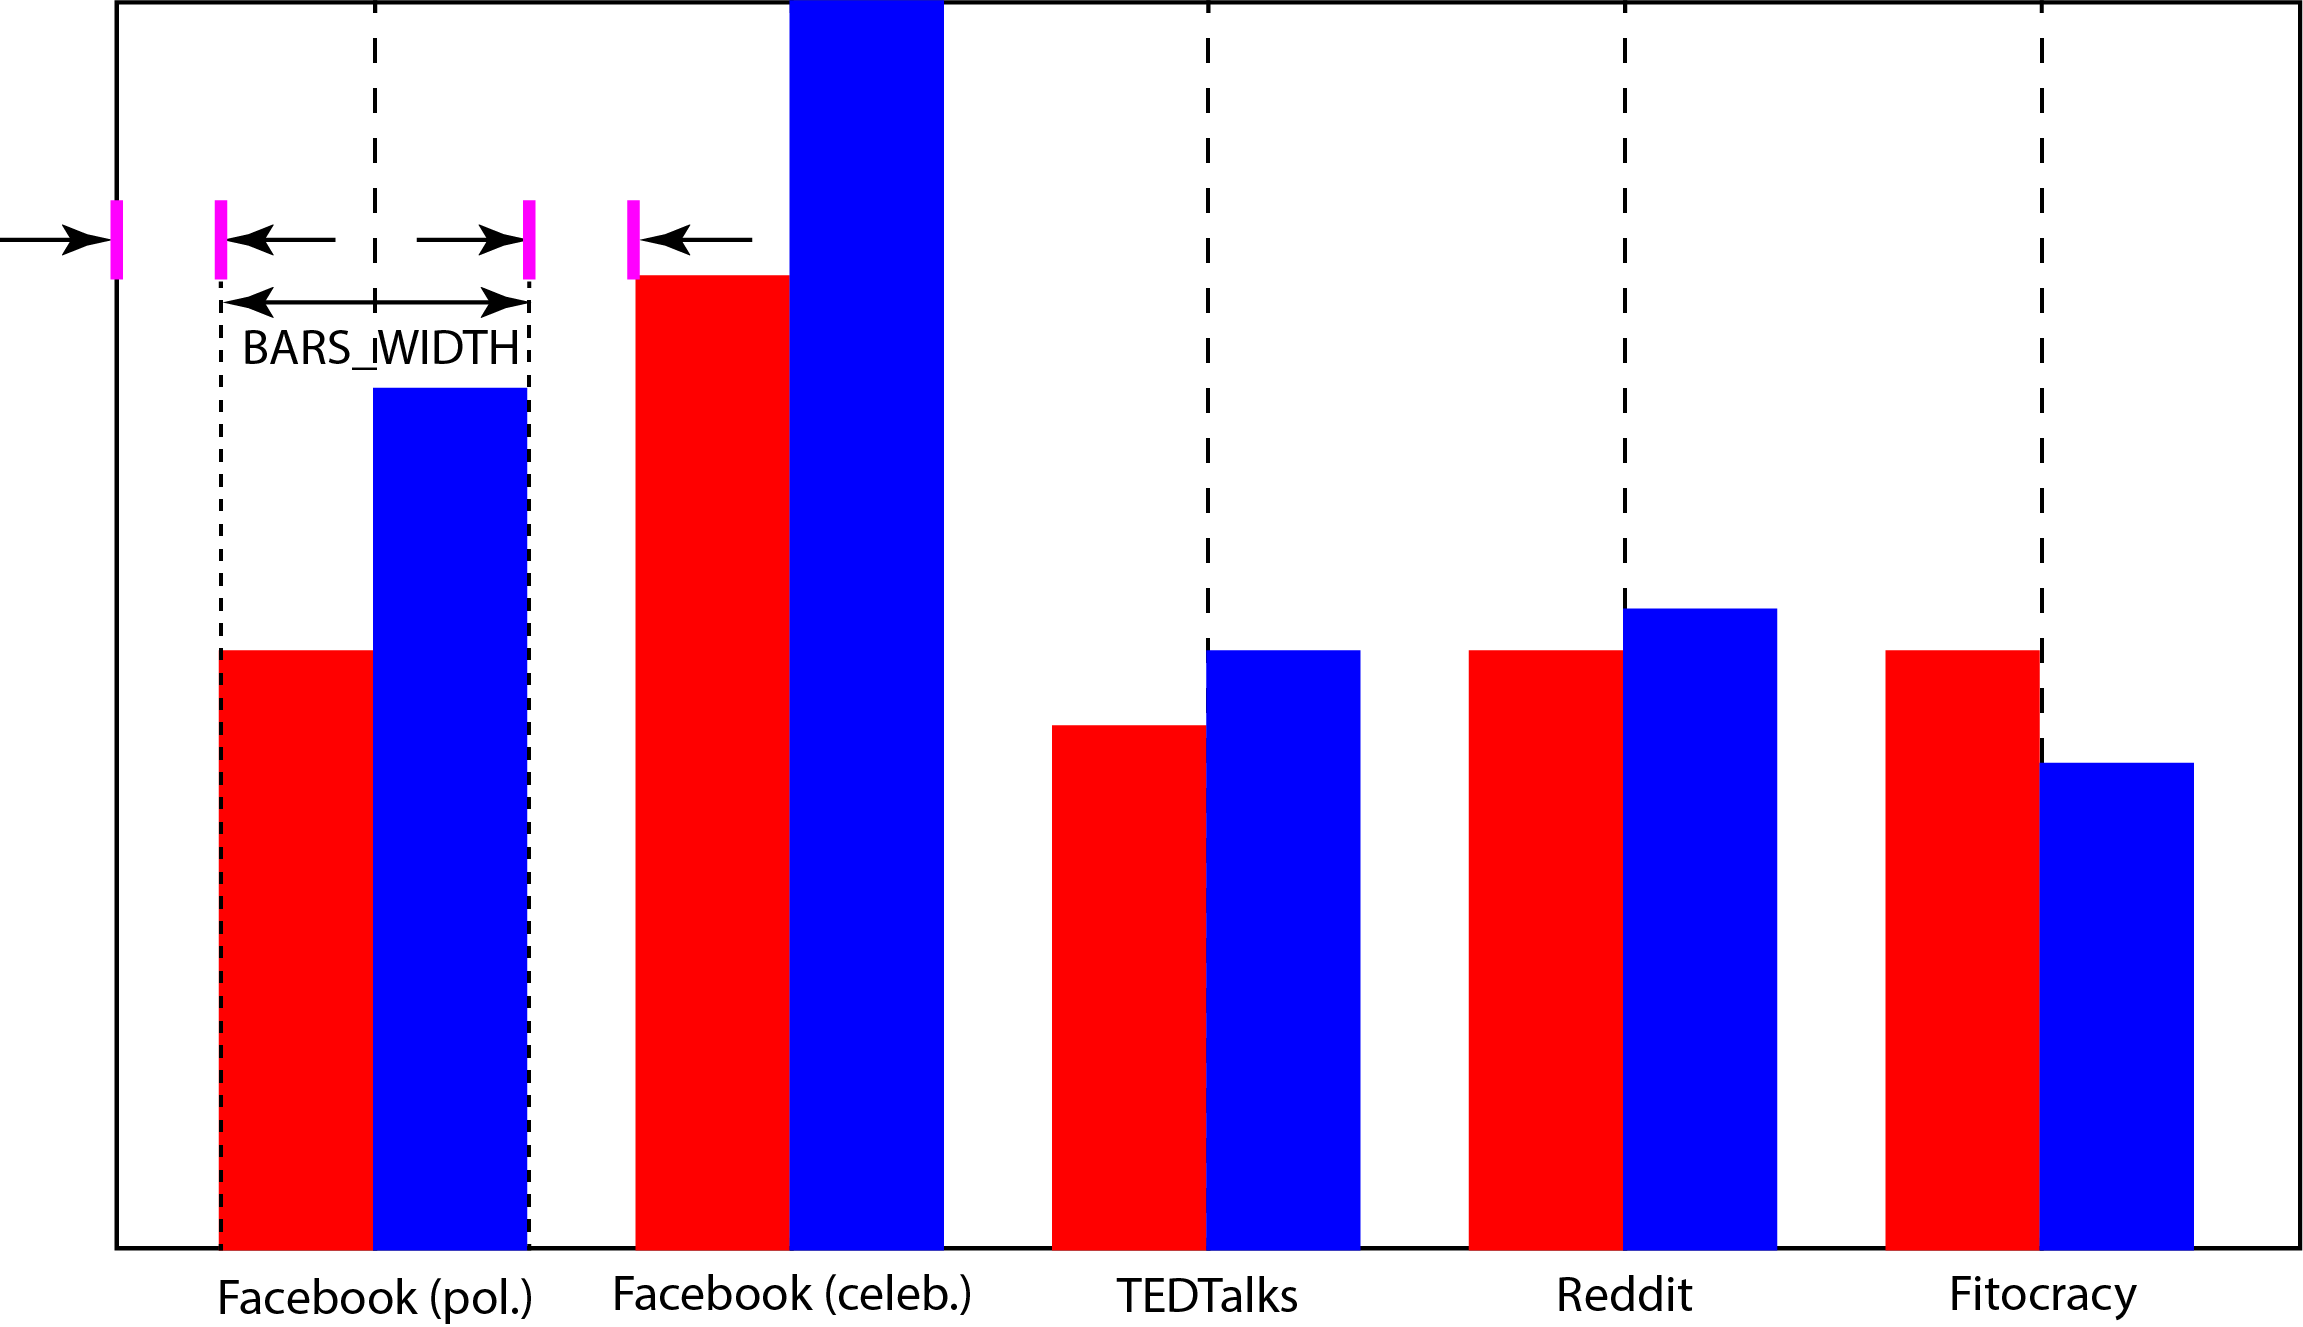 BARS_WIDTH
Facebook (pol.)
Facebook (celeb.)
TEDTalks
Reddit
Fitocracy